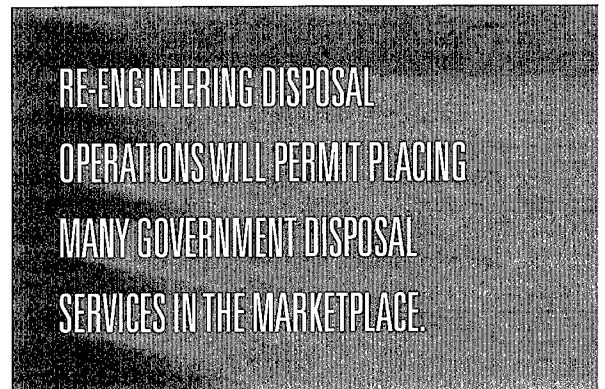 RE-ENGINEERING DISPOSAL
OPERATIONS WILL PERMIT PLACING
MANY GOVERNMENT DISPOSAL
SERVICES IN THE MARKETPLACE.